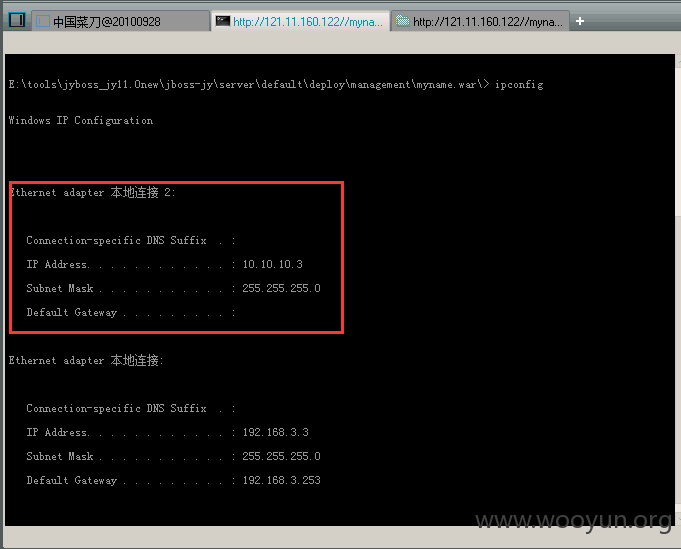 中国菜刀@20100928
http://121.11.160.122//myna...
http://121.11.160.122//myna...
+
E:\tools\jyboss_jy11.0new\jboss-jy\server\default\deploy\management\myname.war\> ipconfig
Windows IP Configuration
Ethernet adapter 本地连接 2:
Connection-specific DNS Suffix . :
IP Address. . . . . . . . . . . . : 10.10.10.3
Subnet Mask . . . . . . . . . . . : 255.255.255.0
Default Gateway . . . . . . . . . :
Ethernet adapter 本地连接:
Connection-specific DNS Suffix . :
IP Address. . . . . . . . . . . . : 192.168.3.3
Subnet Mask . . . . . . . . . . . : 255.255.255.0
Default Gateway . . . . . . . . . : 192.168.3.253
www.wooyun.org